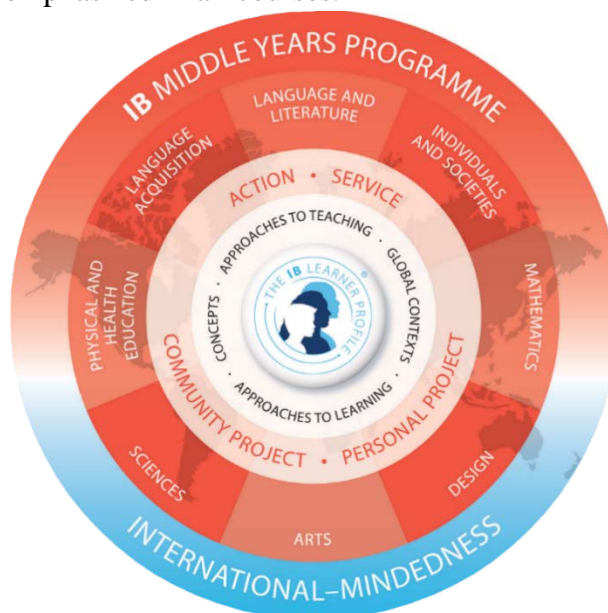 IB MIDDLE YEARS PROGRAMME
LANGUAGE AND
LITERATURE
INDIVIDUALS
AND SOCIETIES
MATHEMATICS
DESIGN
ARTS
SCIENCES
PHYSICAL AND
HEALTH
EDUCATION
LANGUAGE
ACQUISITION
ACTION • SERVICE
COMMUNITY PROJECT • PERSONAL PROJECT
APPROACHES TO TEACHING · GLOBAL CONTEXTS ·
APPROACHES TO LEARNING · CONCEPTS ·
• THE IB LEARNER PROFILE • ®
INTERNATIONAL–MINDEDNESS